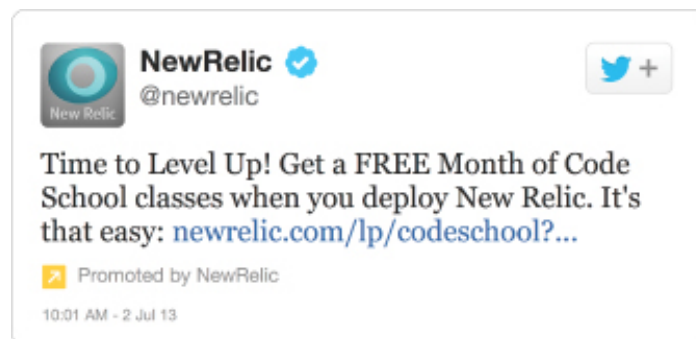 NewRelic
@newrelic
New Relic
Time to Level Up! Get a FREE Month of Code
School classes when you deploy New Relic. It's
that easy: newrelic.com/lp/codeschool?...
Promoted by NewRelic
10:01 AM - 2 Jul 13